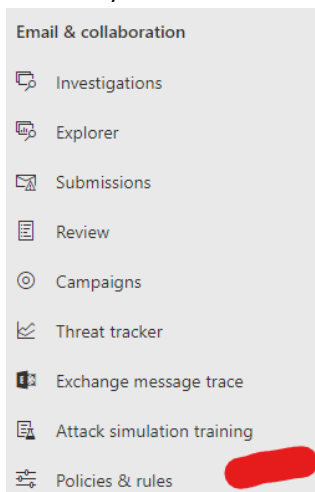 Email & collaboration
Investigations
Explorer
Submissions
Review
Campaigns
Threat tracker
Exchange message trace
Attack simulation training
Policies & rules